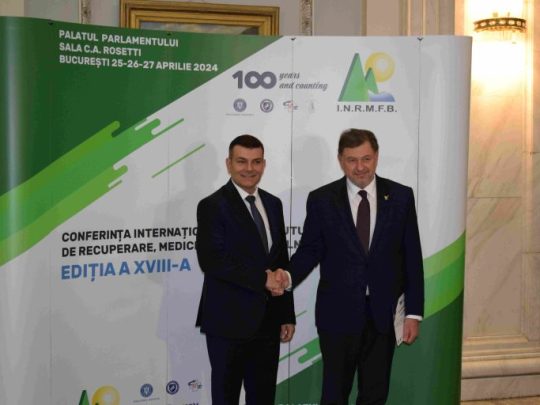 PALATUL PARLAMENTULUI
SALA C.A. ROSETTI
BUCUREȘTI 25-26-27 APRILIE 2024
100 years
and counting
I.N.R.M.F.B.
CONFERINȚA INTERNAȚIO
DE RECUPERARE, MEDICI
EDIȚIA A XVIII-A